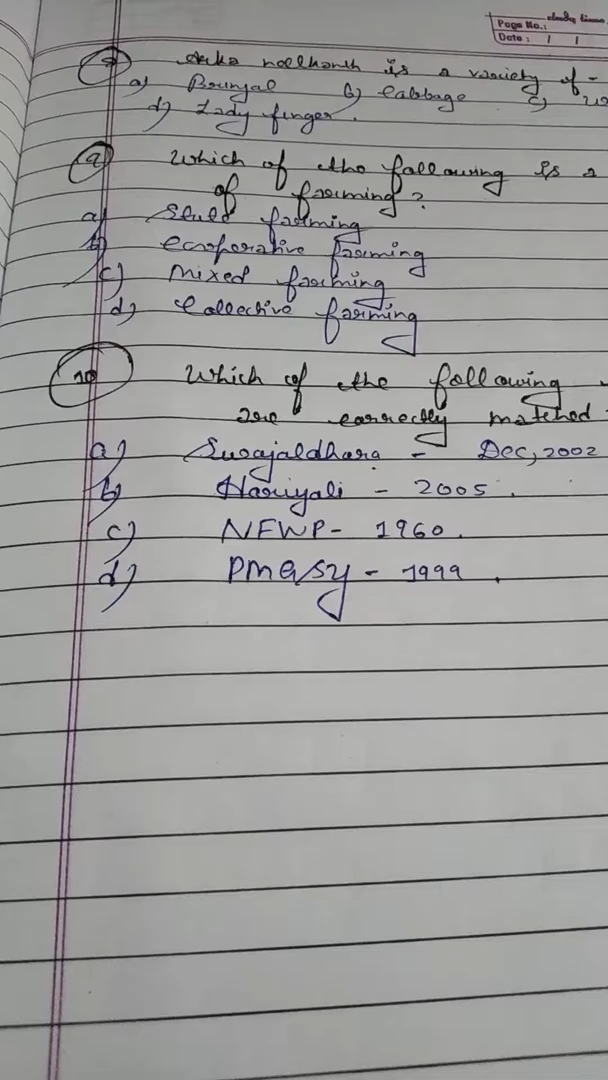 Page No.:
Date: / /
Arka neelkanth is a variety of -
a) Brinjal b) Cabbage c)
d) Lady finger.
9 Which of the following is a
of farming?
a) State farming
b) Cooperative farming
c) Mixed farming
d) Collective farming
10 Which of the following
are correctly matched
a) Swajaldhara - Dec, 2002
b) Hariyali - 2005.
c) NFWP - 1960.
d) PMGSY - 1999.